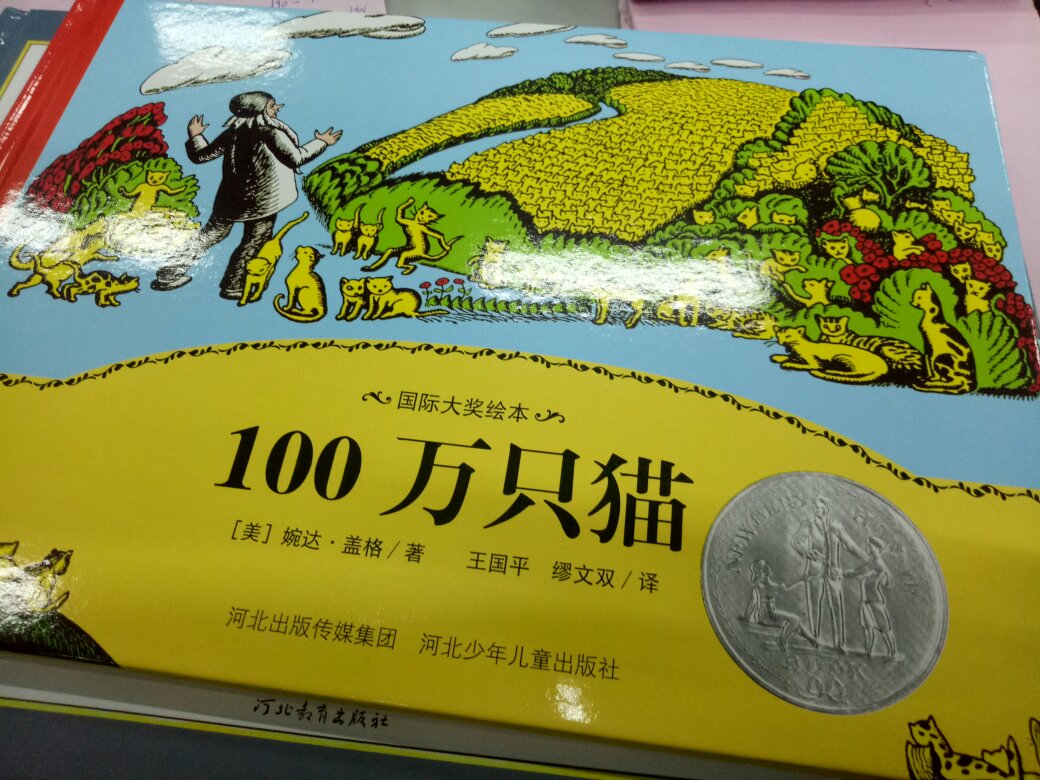 国际大奖绘本
100 万只猫
[美] 婉达·盖格/著 王国平 缪文双/译
河北出版传媒集团 河北少年儿童出版社
河北教育出版社